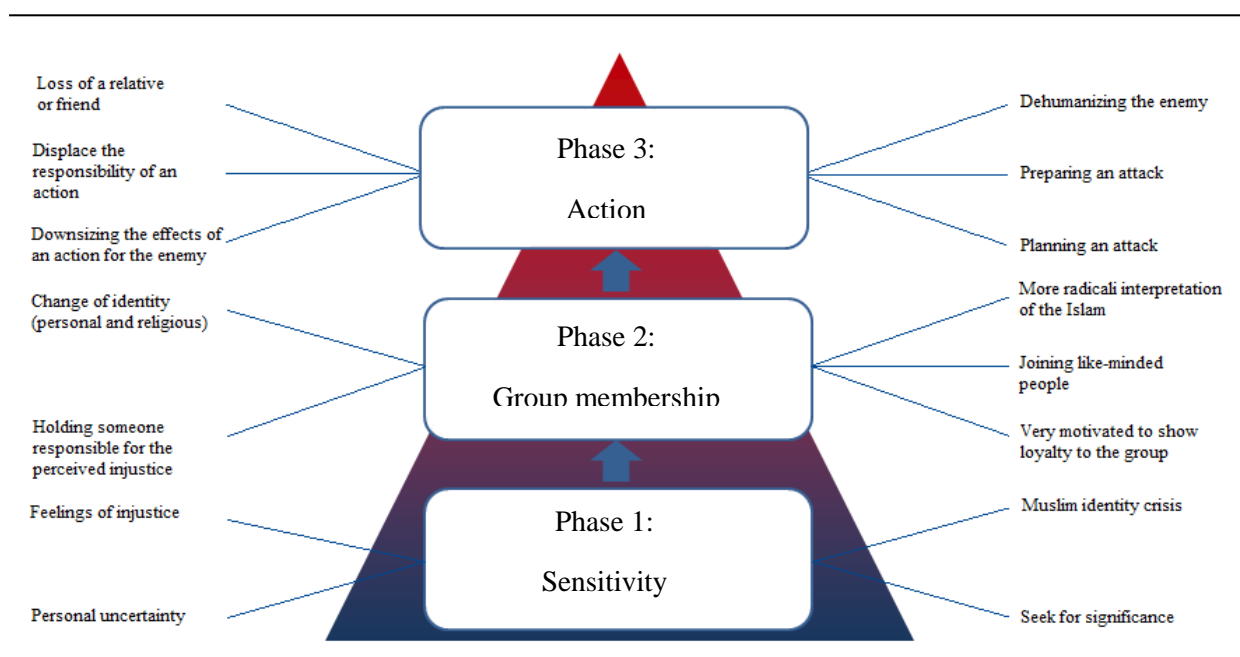 Loss of a relative
or friend
Displace the
responsibility of an
action
Downsizing the effects of
an action for the enemy
Phase 3:
Action
Dehumanizing the enemy
Preparing an attack
Planning an attack
Change of identity
(personal and religious)
Holding someone
responsible for the
perceived injustice
Phase 2:
Group membership
More radicali interpretation
of the Islam
Joining like-minded
people
Very motivated to show
loyalty to the group
Feelings of injustice
Personal uncertainty
Phase 1:
Sensitivity
Muslim identity crisis
Seek for significance